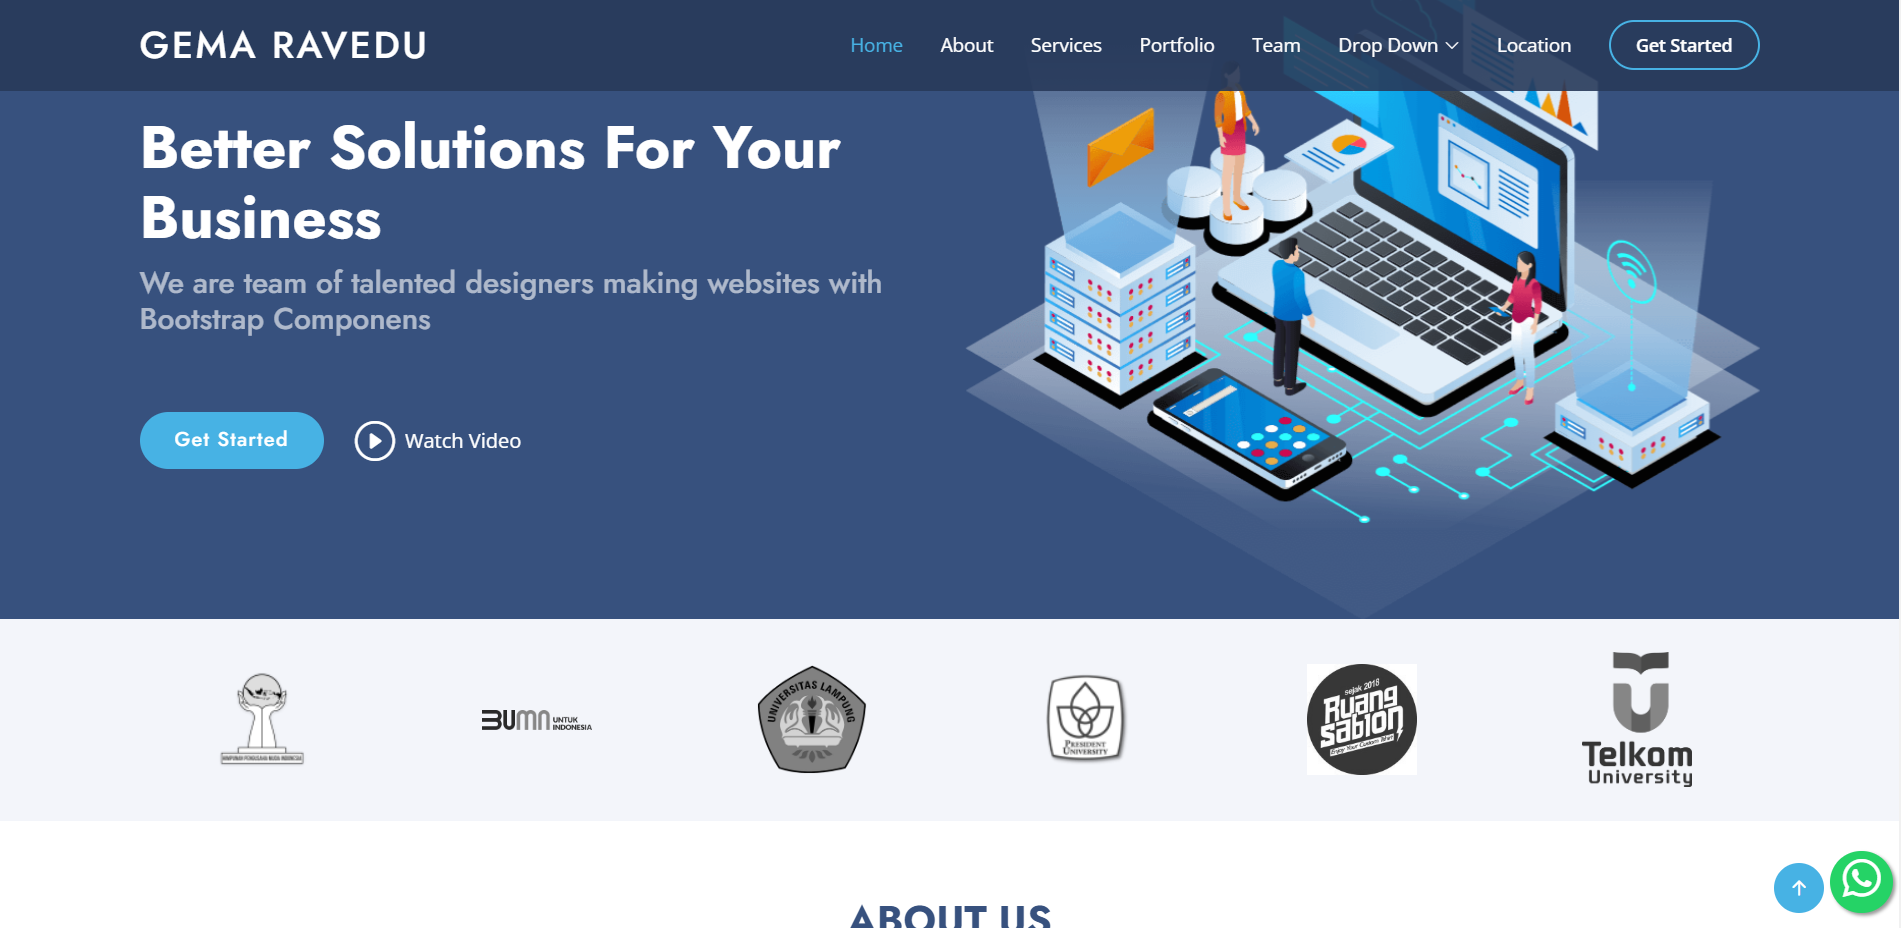 GEMA RAVEDU
Home About Services Portfolio Team Drop Down Location Get Started
Better Solutions For Your
Business
We are team of talented designers making websites with
Bootstrap Componens
Get Started Watch Video
HIMPUNAN PENGUSAHA MUDA INDONESIA
BUMN UNTUK
INDONESIA
UNIVERSITAS LAMPUNG
PRESIDENT
UNIVERSITY
sejak 2018
Ruang
Sablon
Enjoy Your Custom Tshirt
Telkom
University
ABOUT US